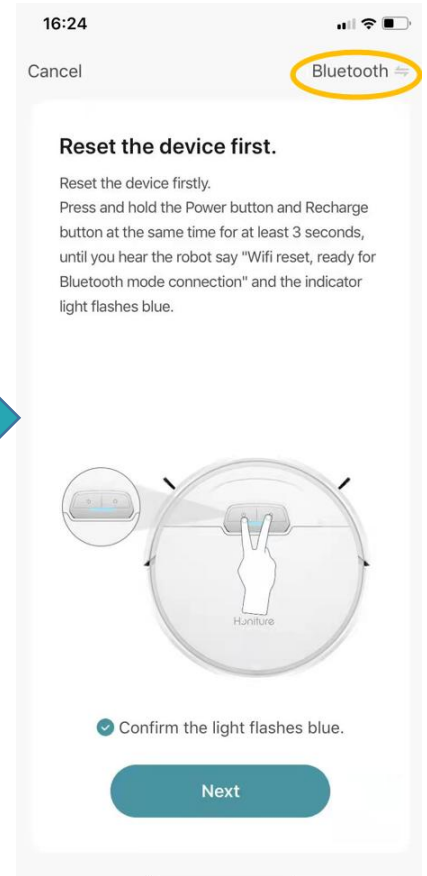 16:24
Cancel
Bluetooth
Reset the device first.
Reset the device firstly.
Press and hold the Power button and Recharge
button at the same time for at least 3 seconds,
until you hear the robot say "Wifi reset, ready for
Bluetooth mode connection" and the indicator
light flashes blue.
Honiture
Confirm the light flashes blue.
Next